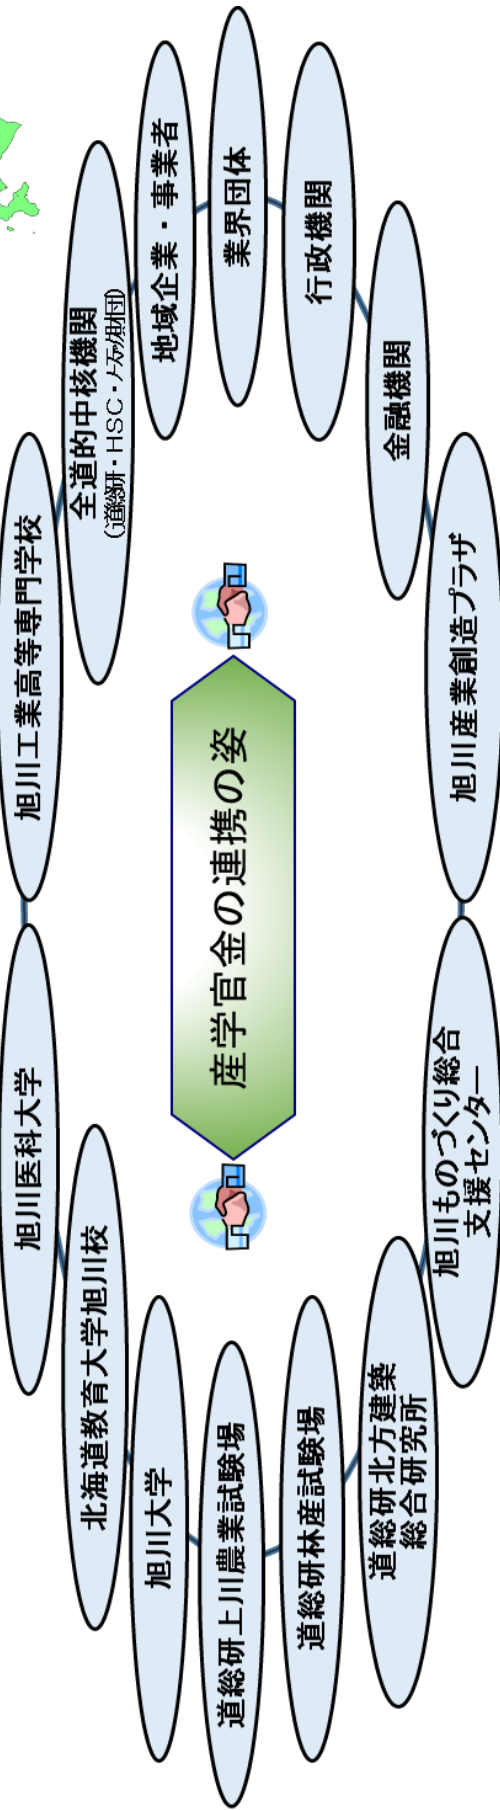 旭川医科大学
旭川工業高等専門学校
全道的中核機関
(道総研・HSC・ノーステック財団)
地域企業・事業者
業界団体
行政機関
金融機関
旭川産業創造プラザ
旭川ものづくり総合
支援センター
道総研北方建築
総合研究所
道総研林産試験場
道総研上川農業試験場
旭川大学
北海道教育大学旭川校
産学官金の連携の姿